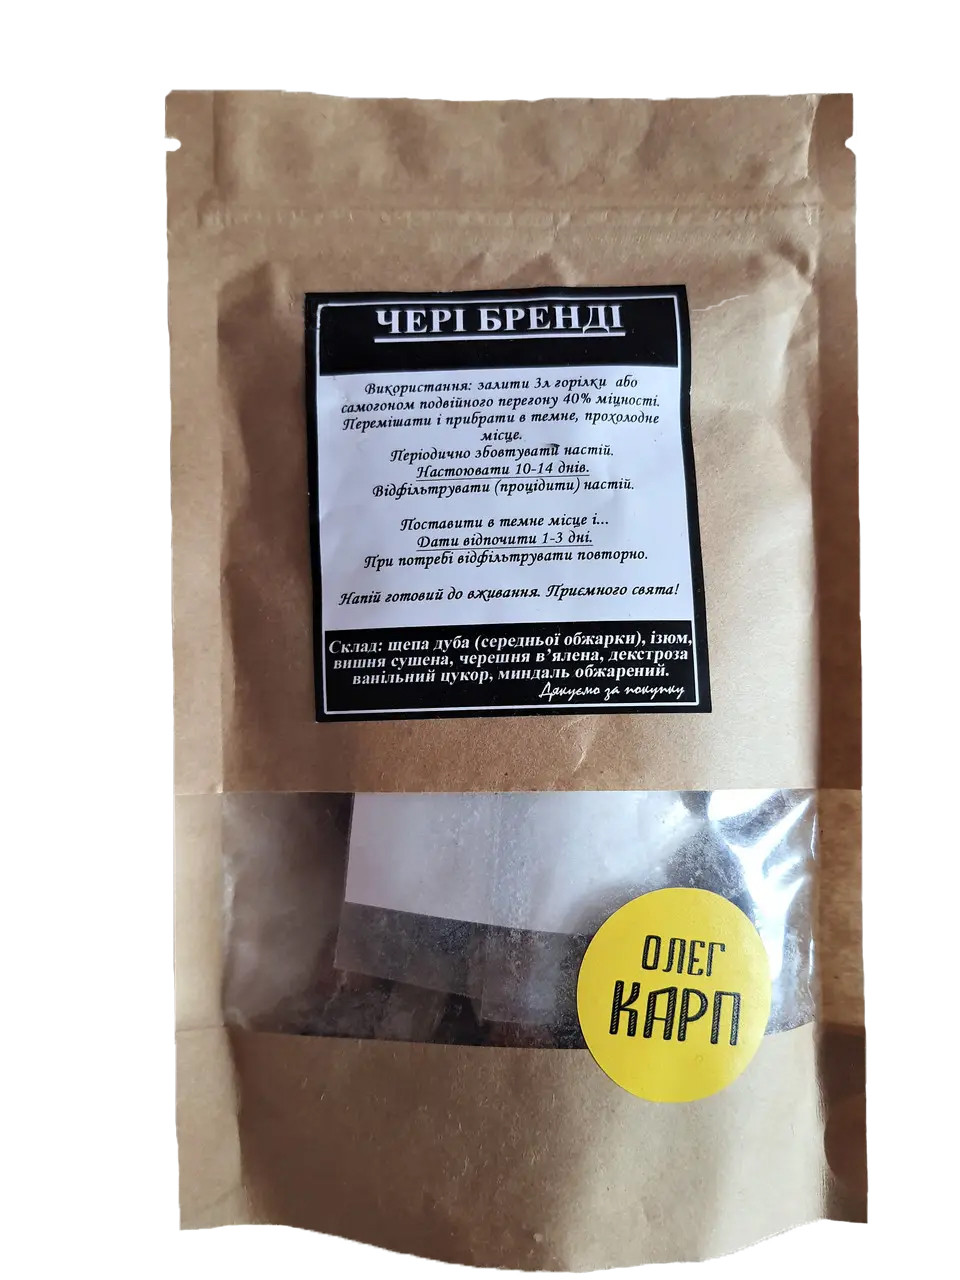 ЧЕРІ БРЕНДІ
Використання: залити 3л горілки або
самогоном подвійного перегону 40% міцності.
Перемішати і прибрати в темне, прохолодне
місце.
Періодично збовтувати настій.
Настоювати 10-14 днів.
Відфільтрувати (процідити) настій.
Поставити в темне місце і...
Дати відпочити 1-3 дні.
При потребі відфільтрувати повторно.
Напій готовий до вживання. Приємного свята!
Склад: щепа дуба (середньої обжарки), ізюм,
вишня сушена, черешня в’ялена, декстроза
ванільний цукор, миндаль обжарений.
Дякуємо за покупку
ОЛЕГ
КАРП